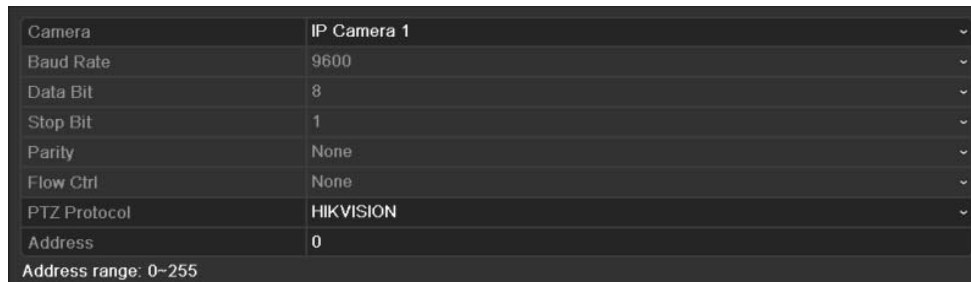 Camera IP Camera 1
Baud Rate 9600
Data Bit 8
Stop Bit 1
Parity None
Flow Ctrl None
PTZ Protocol HIKVISION
Address 0
Address range: 0~255